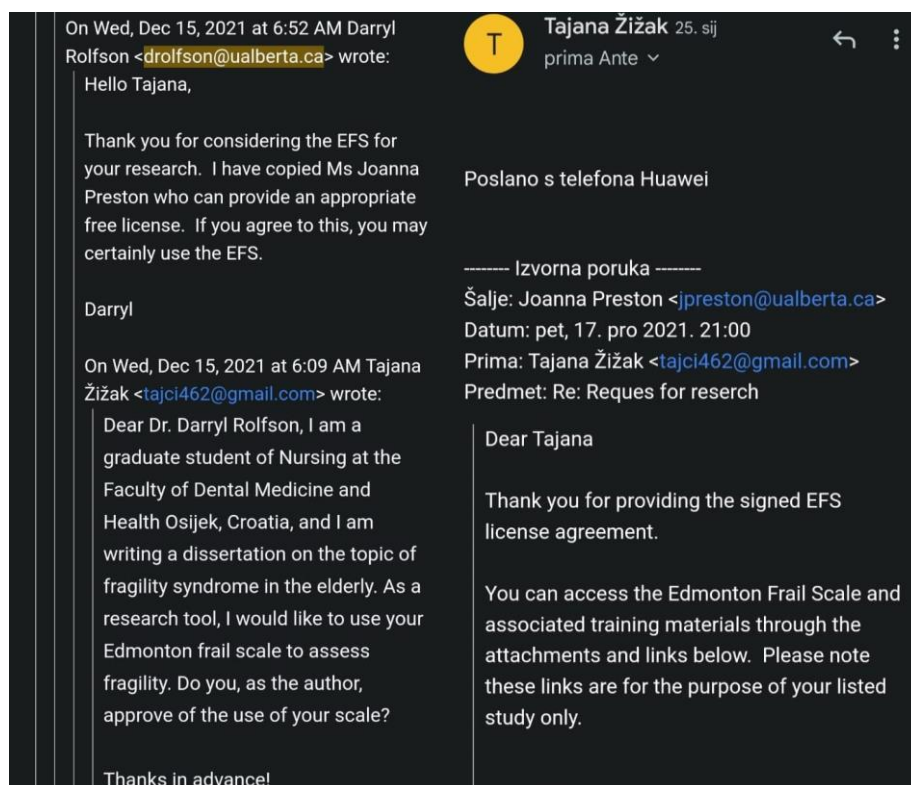 On Wed, Dec 15, 2021 at 6:52 AM Darryl
Rolfson <drolfson@ualberta.ca> wrote:
Hello Tajana,
Thank you for considering the EFS for
your research.  I have copied Ms Joanna
Preston who can provide an appropriate
free license.  If you agree to this, you may
certainly use the EFS.
Darryl
On Wed, Dec 15, 2021 at 6:09 AM Tajana
Žižak <tajci462@gmail.com> wrote:
Dear Dr. Darryl Rolfson, I am a
graduate student of Nursing at the
Faculty of Dental Medicine and
Health Osijek, Croatia, and I am
writing a dissertation on the topic of
fragility syndrome in the elderly. As a
research tool, I would like to use your
Edmonton frail scale to assess
fragility. Do you, as the author,
approve of the use of your scale?
Thanks in advance!
T
Tajana Žižak 25. sij
prima Ante
Poslano s telefona Huawei
-------- Izvorna poruka --------
Šalje: Joanna Preston <jpreston@ualberta.ca>
Datum: pet, 17. pro 2021. 21:00
Prima: Tajana Žižak <tajci462@gmail.com>
Predmet: Re: Reques for reserch
Dear Tajana
Thank you for providing the signed EFS
license agreement.
You can access the Edmonton Frail Scale and
associated training materials through the
attachments and links below.  Please note
these links are for the purpose of your listed
study only.